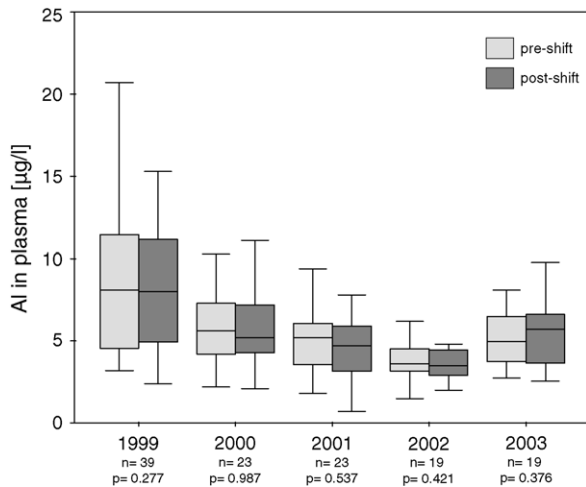 25
20
15
10
5
0
Al in plasma [µg/l]
pre-shift
post-shift
1999 2000 2001 2002 2003
n= 39 n= 23 n= 23 n= 19 n= 19
p= 0.277 p= 0.987 p= 0.537 p= 0.421 p= 0.376